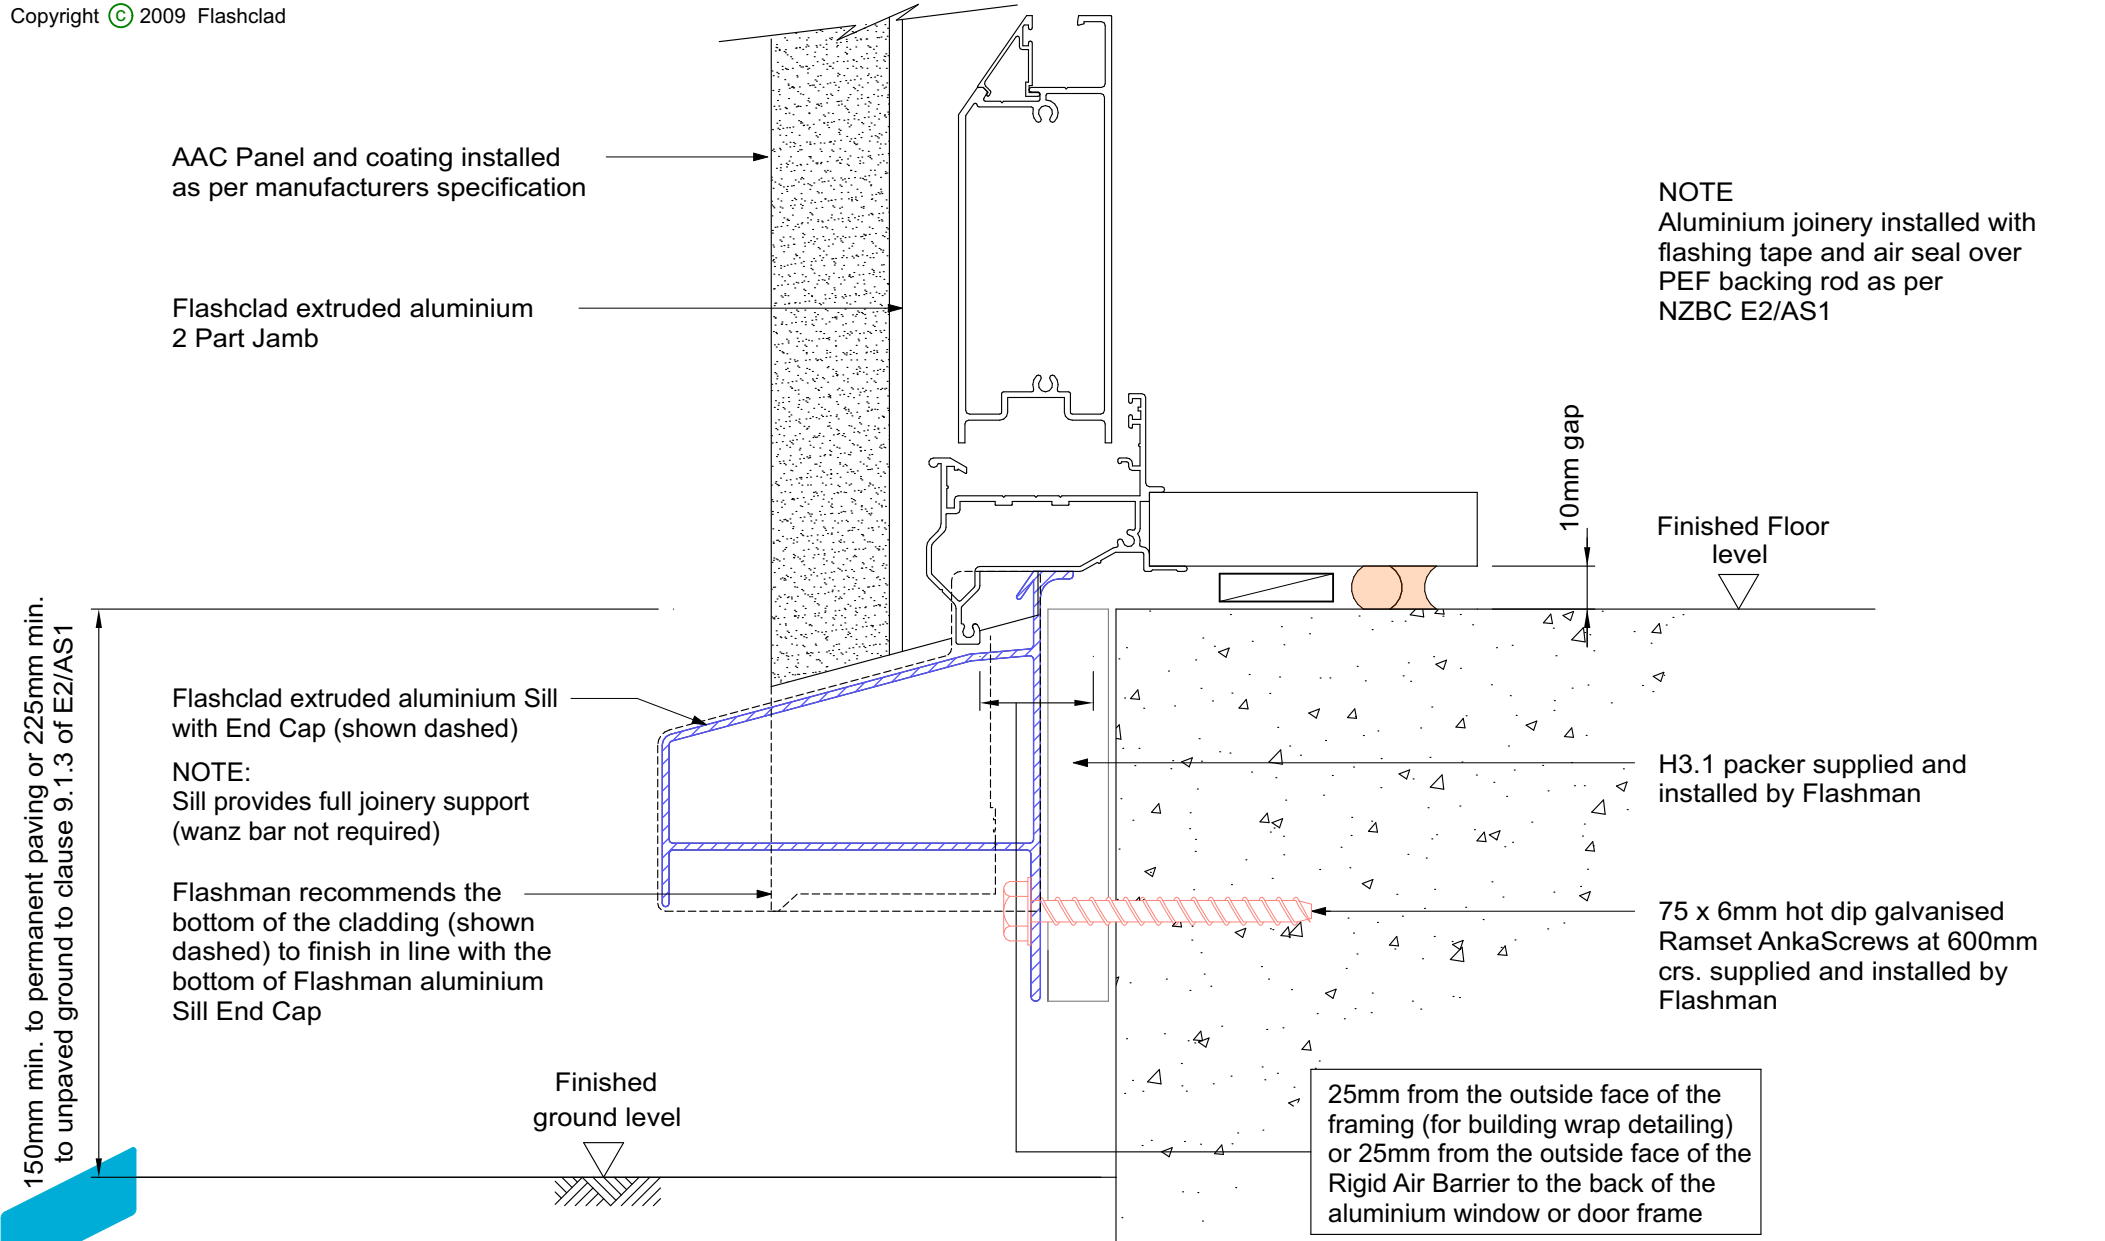 Copyright © 2009 Flashclad
AAC Panel and coating installed
as per manufacturers specification
Flashclad extruded aluminium
2 Part Jamb
NOTE
Aluminium joinery installed with
flashing tape and air seal over
PEF backing rod as per
NZBC E2/AS1
10mm gap
Finished Floor
level
150mm min. to permanent paving or 225mm min.
to unpaved ground to clause 9.1.3 of E2/AS1
Flashclad extruded aluminium Sill
with End Cap (shown dashed)
NOTE:
Sill provides full joinery support
(wanz bar not required)
Flashman recommends the
bottom of the cladding (shown
dashed) to finish in line with the
bottom of Flashman aluminium
Sill End Cap
H3.1 packer supplied and
installed by Flashman
75 x 6mm hot dip galvanised
Ramset AnkaScrews at 600mm
crs. supplied and installed by
Flashman
Finished
ground level
25mm from the outside face of the
framing (for building wrap detailing)
or 25mm from the outside face of the
Rigid Air Barrier to the back of the
aluminium window or door frame